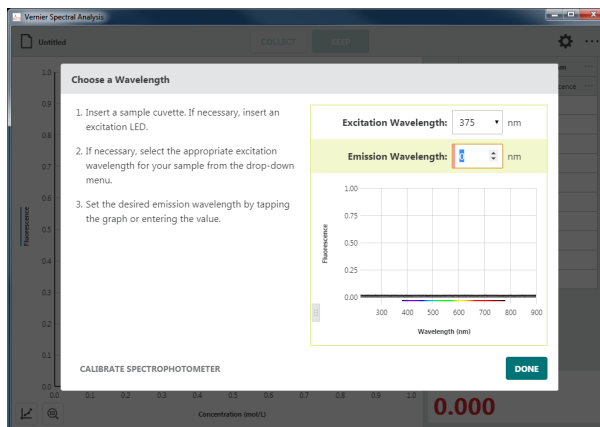 Vernier Spectral Analysis
Untitled
COLLECT
KEEP
Choose a Wavelength
1. Insert a sample cuvette. If necessary, insert an
excitation LED.
2. If necessary, select the appropriate excitation
wavelength for your sample from the drop-down
menu.
3. Set the desired emission wavelength by tapping
the graph or entering the value.
Excitation Wavelength: 375 nm
Emission Wavelength: 0 nm
1.00
0.75
0.50
0.25
0.00
Fluorescence
300 400 500 600 700 800 900
Wavelength (nm)
CALIBRATE SPECTROPHOTOMETER
DONE
1.0
0.9
0.8
0.7
0.6
0.5
0.4
0.3
0.2
0.1
0.0
Fluorescence
0.0 0.1 0.2 0.3 0.4 0.5 0.6 0.7 0.8 0.9 1.0
Concentration (mol/L)
0.000